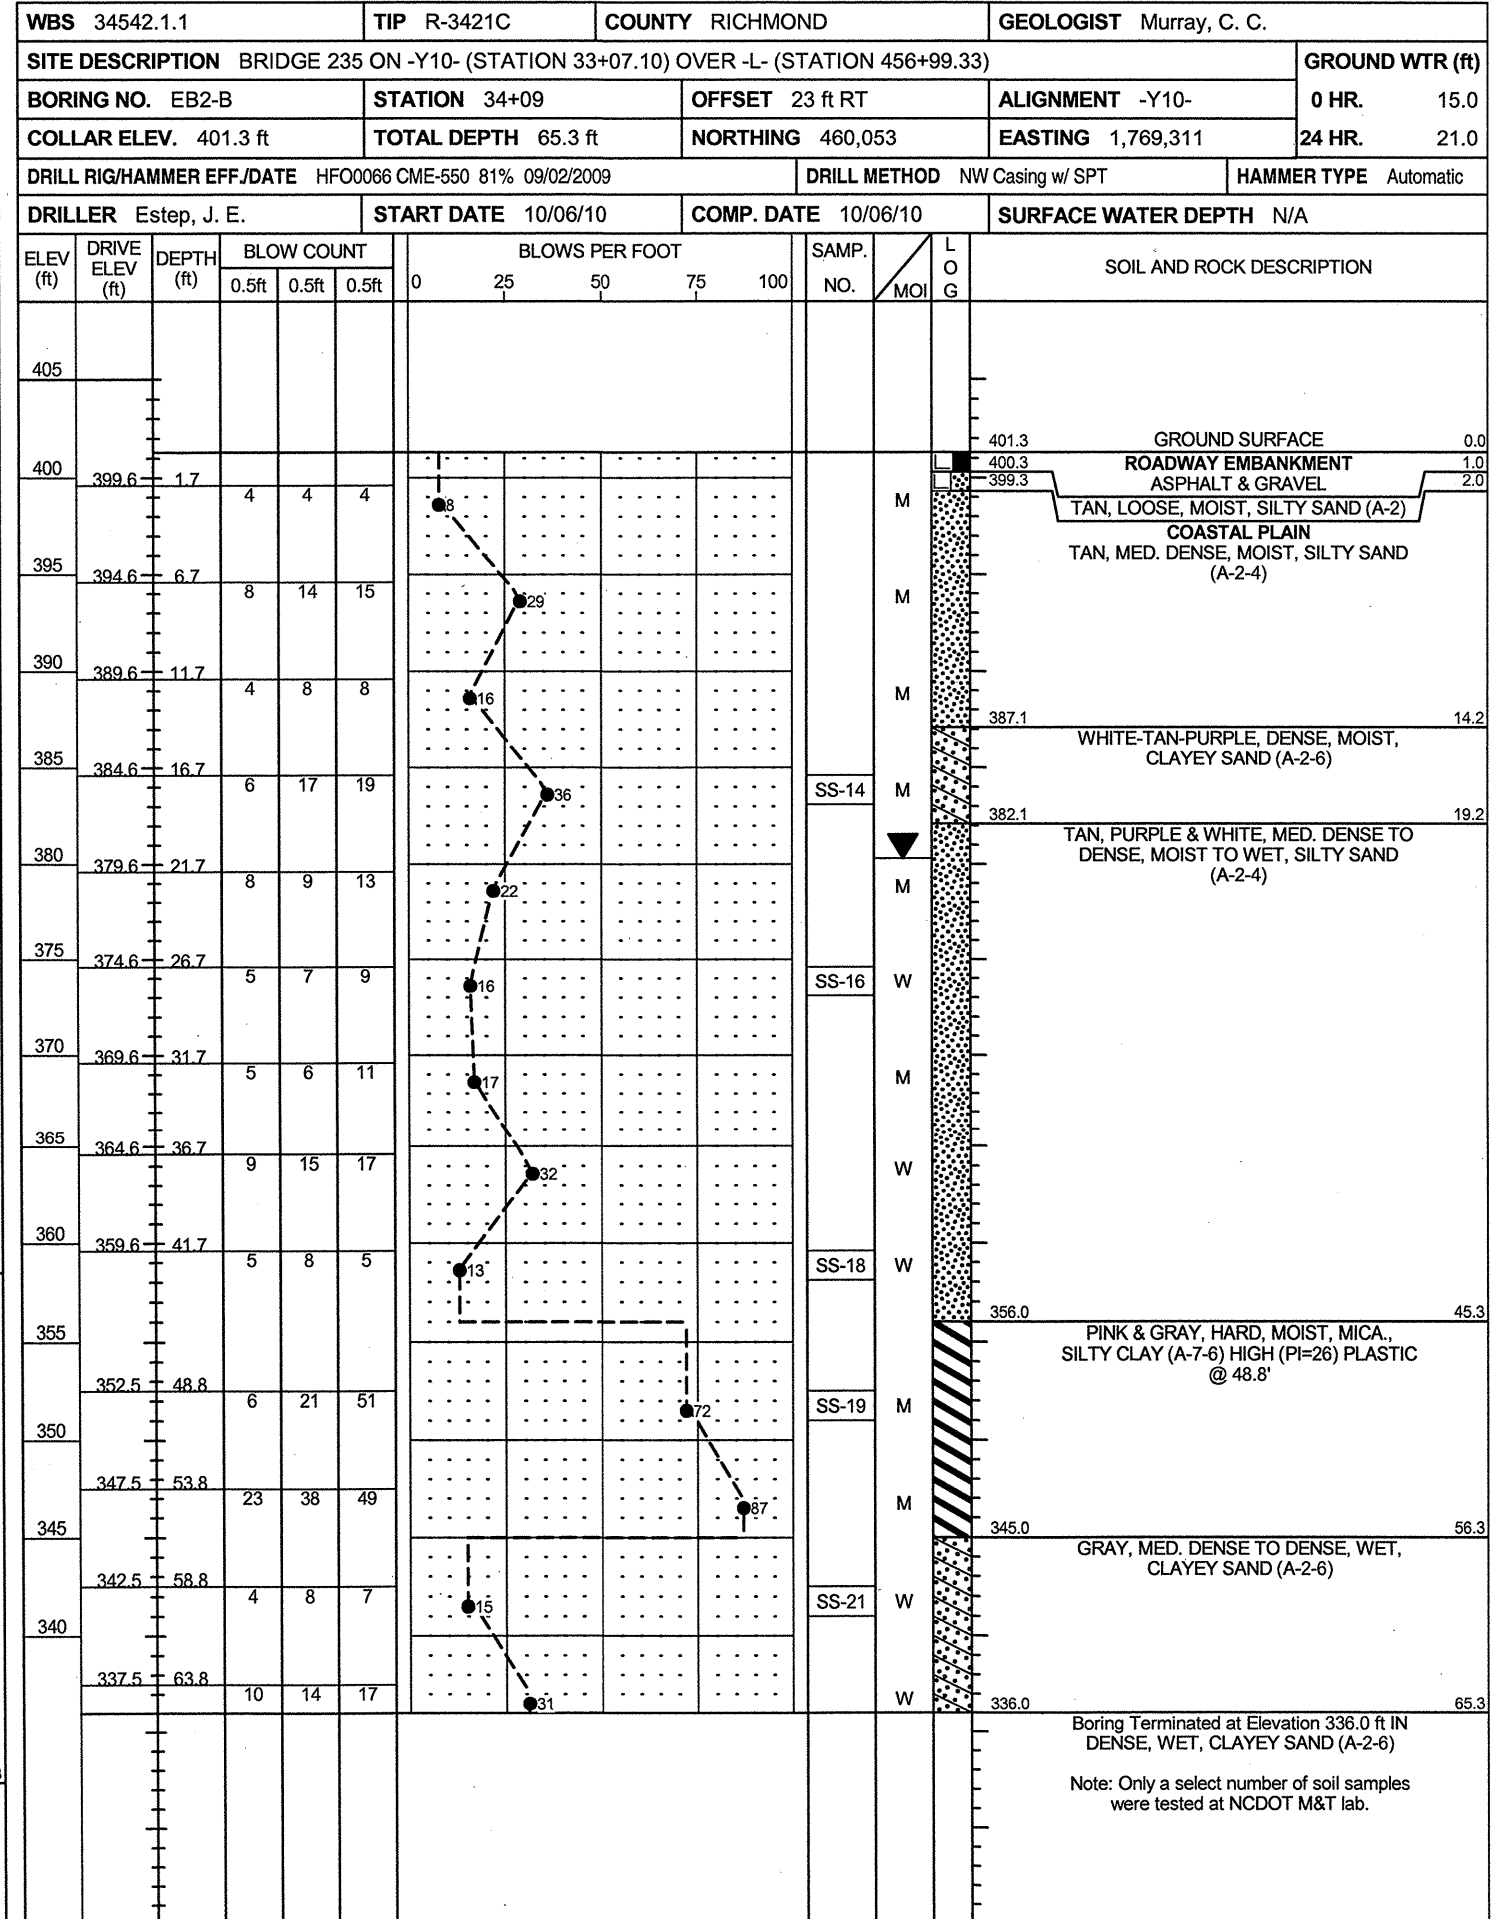 WBS 34542.1.1 TIP R-3421C COUNTY RICHMOND GEOLOGIST Murray, C. C.
SITE DESCRIPTION BRIDGE 235 ON -Y10- (STATION 33+07.10) OVER -L- (STATION 456+99.33) GROUND WTR (ft)
BORING NO. EB2-B STATION 34+09 OFFSET 23 ft RT ALIGNMENT -Y10- 0 HR. 15.0
COLLAR ELEV. 401.3 ft TOTAL DEPTH 65.3 ft NORTHING 460,053 EASTING 1,769,311 24 HR. 21.0
DRILL RIG/HAMMER EFF./DATE HFO0066 CME-550 81% 09/02/2009 DRILL METHOD NW Casing w/ SPT HAMMER TYPE Automatic
DRILLER Estep, J. E. START DATE 10/06/10 COMP. DATE 10/06/10 SURFACE WATER DEPTH N/A
ELEV (ft) DRIVE ELEV (ft) DEPTH (ft) BLOW COUNT BLOWS PER FOOT SAMP. NO. MOI LOG SOIL AND ROCK DESCRIPTION
0.5ft 0.5ft 0.5ft 0 25 50 75 100
405
401.3 GROUND SURFACE 0.0
400 400.3 ROADWAY EMBANKMENT 1.0
399.6 1.7 399.3 ASPHALT & GRAVEL 2.0
4 4 4 8 M TAN, LOOSE, MOIST, SILTY SAND (A-2)
COASTAL PLAIN
TAN, MED. DENSE, MOIST, SILTY SAND
(A-2-4)
395
394.6 6.7
8 14 15 29 M
390
389.6 11.7
4 8 8 16 M
387.1 14.2
WHITE-TAN-PURPLE, DENSE, MOIST,
CLAYEY SAND (A-2-6)
385
384.6 16.7
6 17 19 36 SS-14 M
382.1 19.2
TAN, PURPLE & WHITE, MED. DENSE TO
DENSE, MOIST TO WET, SILTY SAND
(A-2-4)
380
379.6 21.7
8 9 13 22 M
375
374.6 26.7
5 7 9 16 SS-16 W
370
369.6 31.7
5 6 11 17 M
365
364.6 36.7
9 15 17 32 W
360
359.6 41.7
5 8 5 13 SS-18 W
356.0 45.3
355 PINK & GRAY, HARD, MOIST, MICA.,
SILTY CLAY (A-7-6) HIGH (PI=26) PLASTIC
@ 48.8'
352.5 48.8
6 21 51 72 SS-19 M
350
347.5 53.8
23 38 49 87 M
345 345.0 56.3
GRAY, MED. DENSE TO DENSE, WET,
CLAYEY SAND (A-2-6)
342.5 58.8
4 8 7 15 SS-21 W
340
337.5 63.8
10 14 17 31 W
336.0 65.3
Boring Terminated at Elevation 336.0 ft IN
DENSE, WET, CLAYEY SAND (A-2-6)
Note: Only a select number of soil samples
were tested at NCDOT M&T lab.